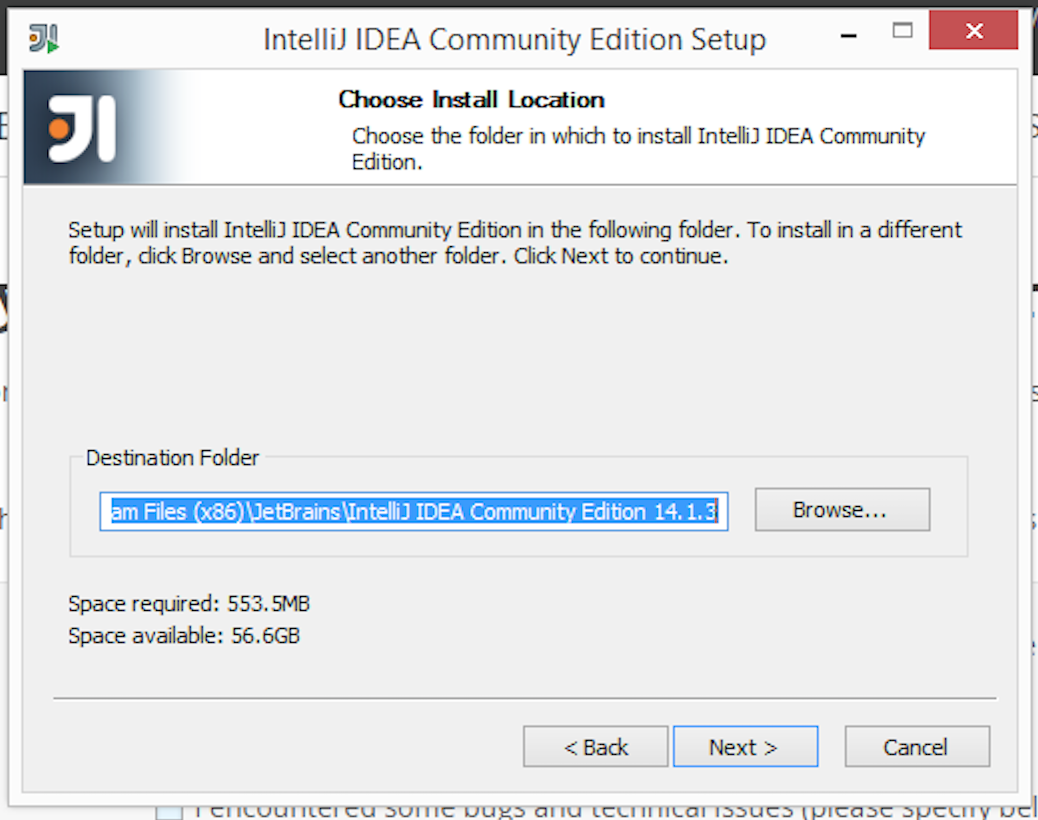 IntelliJ IDEA Community Edition Setup
Choose Install Location
Choose the folder in which to install IntelliJ IDEA Community
Edition.
Setup will install IntelliJ IDEA Community Edition in the following folder. To install in a different
folder, click Browse and select another folder. Click Next to continue.
Destination Folder
am Files (x86)\JetBrains\IntelliJ IDEA Community Edition 14.1.3
Browse...
Space required: 553.5MB
Space available: 56.6GB
< Back
Next >
Cancel
I encountered some bugs and technical issues (please specify bel